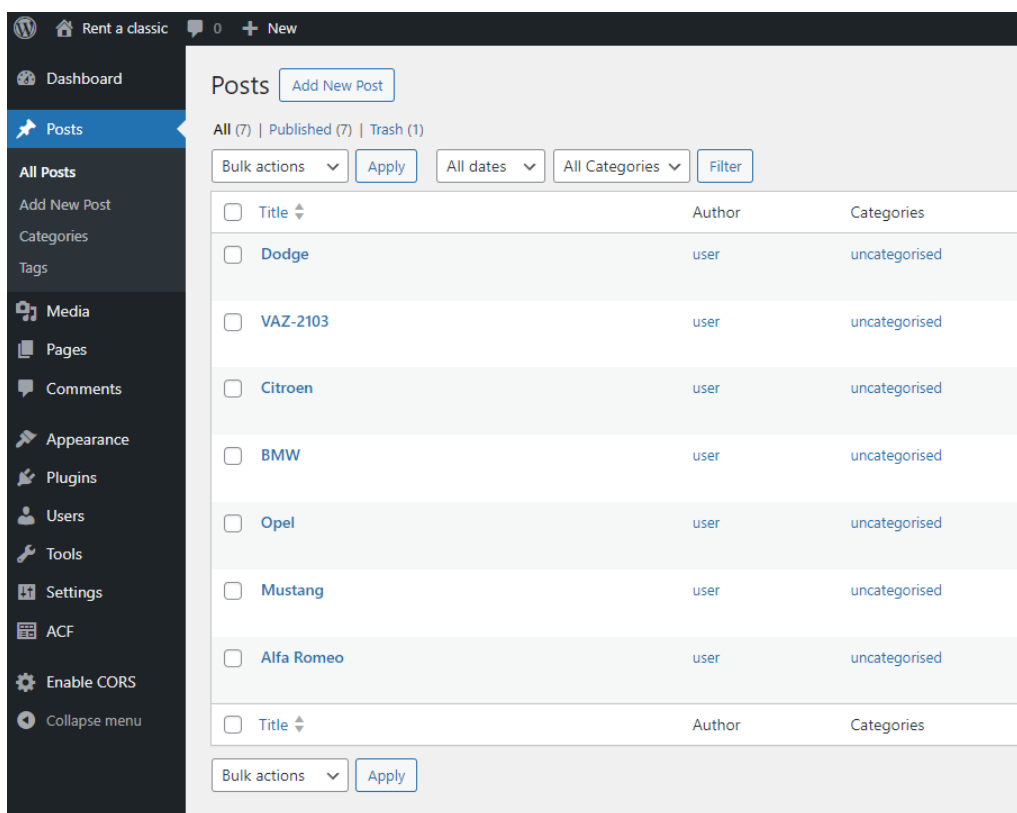 Rent a classic 0 + New
Dashboard
Posts
All Posts
Add New Post
Categories
Tags
Media
Pages
Comments
Appearance
Plugins
Users
Tools
Settings
ACF
Enable CORS
Collapse menu
Posts Add New Post
All (7) | Published (7) | Trash (1)
Bulk actions Apply All dates All Categories Filter
Title Author Categories
Dodge user uncategorised
VAZ-2103 user uncategorised
Citroen user uncategorised
BMW user uncategorised
Opel user uncategorised
Mustang user uncategorised
Alfa Romeo user uncategorised
Title Author Categories
Bulk actions Apply